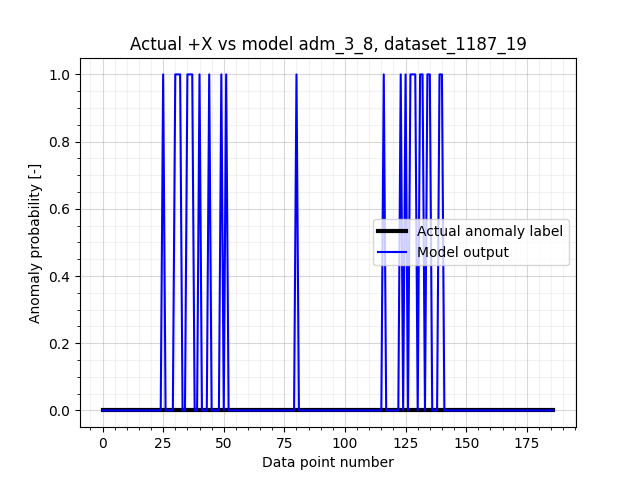 Actual +X vs model adm_3_8, dataset_1187_19
Anomaly probability [-]
1.0
0.8
0.6
0.4
0.2
0.0
Actual anomaly label
Model output
0 25 50 75 100 125 150 175
Data point number